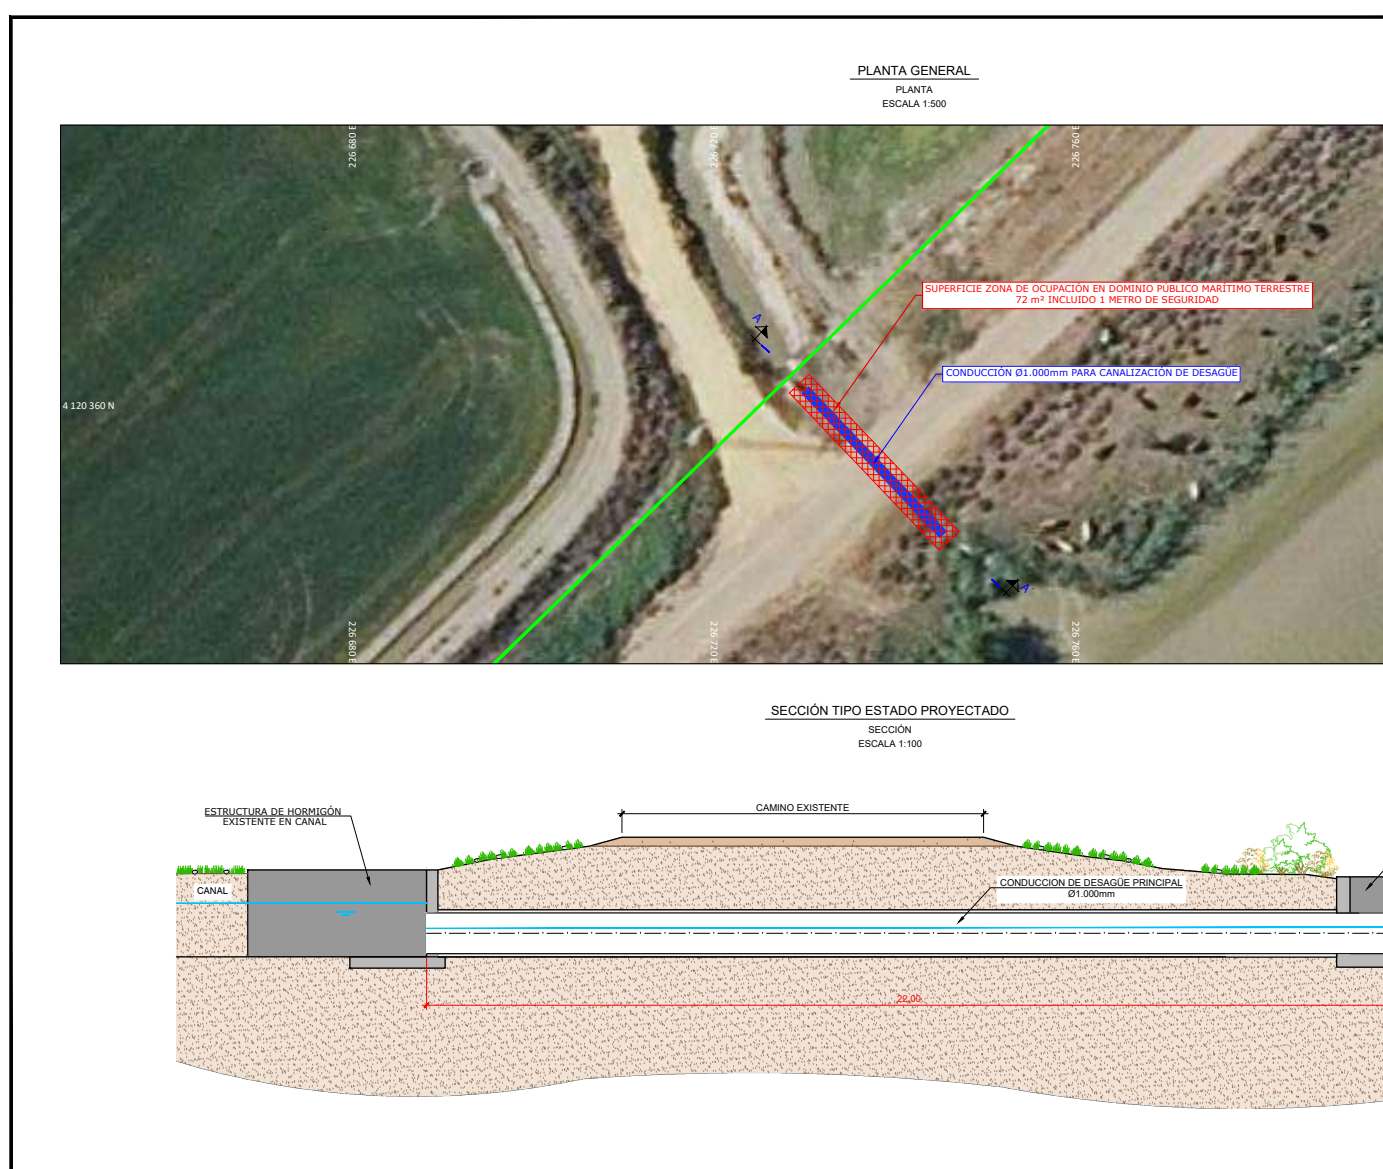 PLANTA GENERAL
PLANTA
ESCALA 1:500
226 680 E
226 720 E
226 760 E
SUPERFICIE ZONA DE OCUPACIÓN EN DOMINIO PÚBLICO MARÍTIMO TERRESTRE
72 m² INCLUIDO 1 METRO DE SEGURIDAD
A
CONDUCCIÓN Ø1.000mm PARA CANALIZACIÓN DE DESAGÜE
4 120 360 N
A'
226 680 E
226 720 E
226 760 E
SECCIÓN TIPO ESTADO PROYECTADO
SECCIÓN
ESCALA 1:100
ESTRUCTURA DE HORMIGÓN
EXISTENTE EN CANAL
CAMINO EXISTENTE
CANAL
CONDUCCION DE DESAGÜE PRINCIPAL
Ø1.000mm
22,00